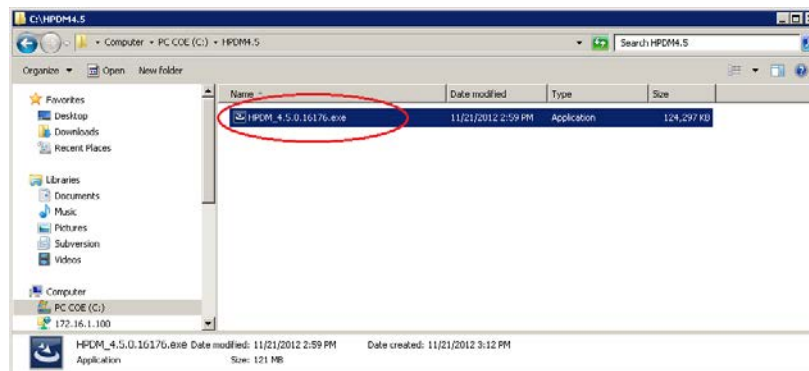 C:\HPDM4.5
Computer PC COE (C:) HPDM4.5
Search HPDM4.5
Organize Open New folder
Favorites
Desktop
Downloads
Recent Places
Libraries
Documents
Music
Pictures
Subversion
Videos
Computer
PC COE (C:)
172.16.1.100
Name Date modified Type Size
HPDM_4.5.0.16176.exe 11/21/2012 2:59 PM Application 124,297 KB
HPDM_4.5.0.16176.exe Date modified: 11/21/2012 2:59 PM Date created: 11/21/2012 3:12 PM
Application Size: 121 MB